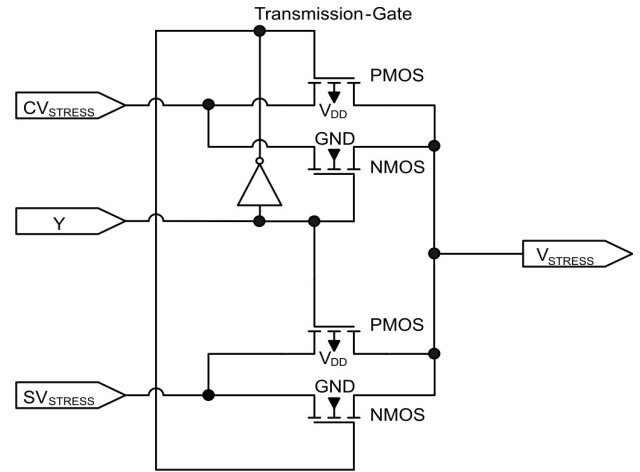 Transmission-Gate
PMOS
CVSTRESS
VDD
GND
NMOS
Y
VSTRESS
PMOS
VDD
GND
SVSTRESS
NMOS